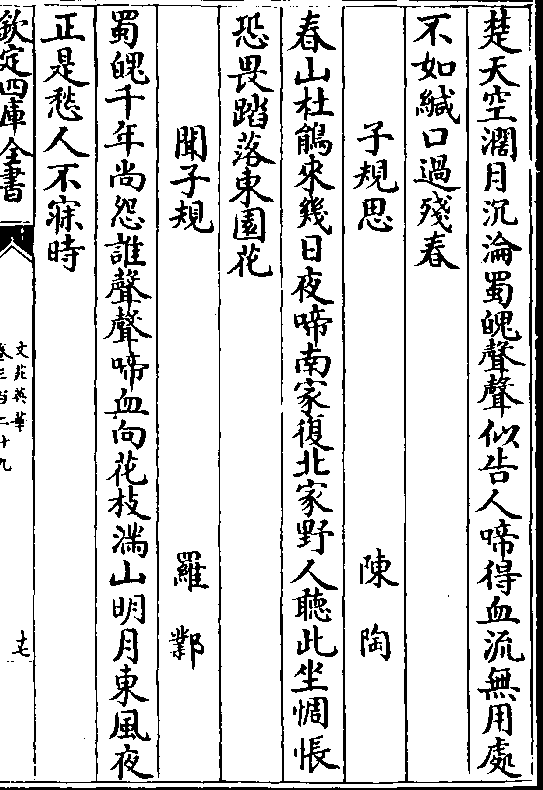 楚天空濶月沉淪蜀魄聲聲似告人啼得血流無用處
不如緘口過殘春
子規思 陳陶
春山杜鵑來幾日夜啼南家復北家野人聽此坐惆悵
恐畏踏落東園花
聞子規 羅鄴
蜀魄千年尚怨誰聲聲啼血向花枝滿山明月東風夜
正是愁人不寐時
欽定四庫全書
文苑英華
卷三百二十九